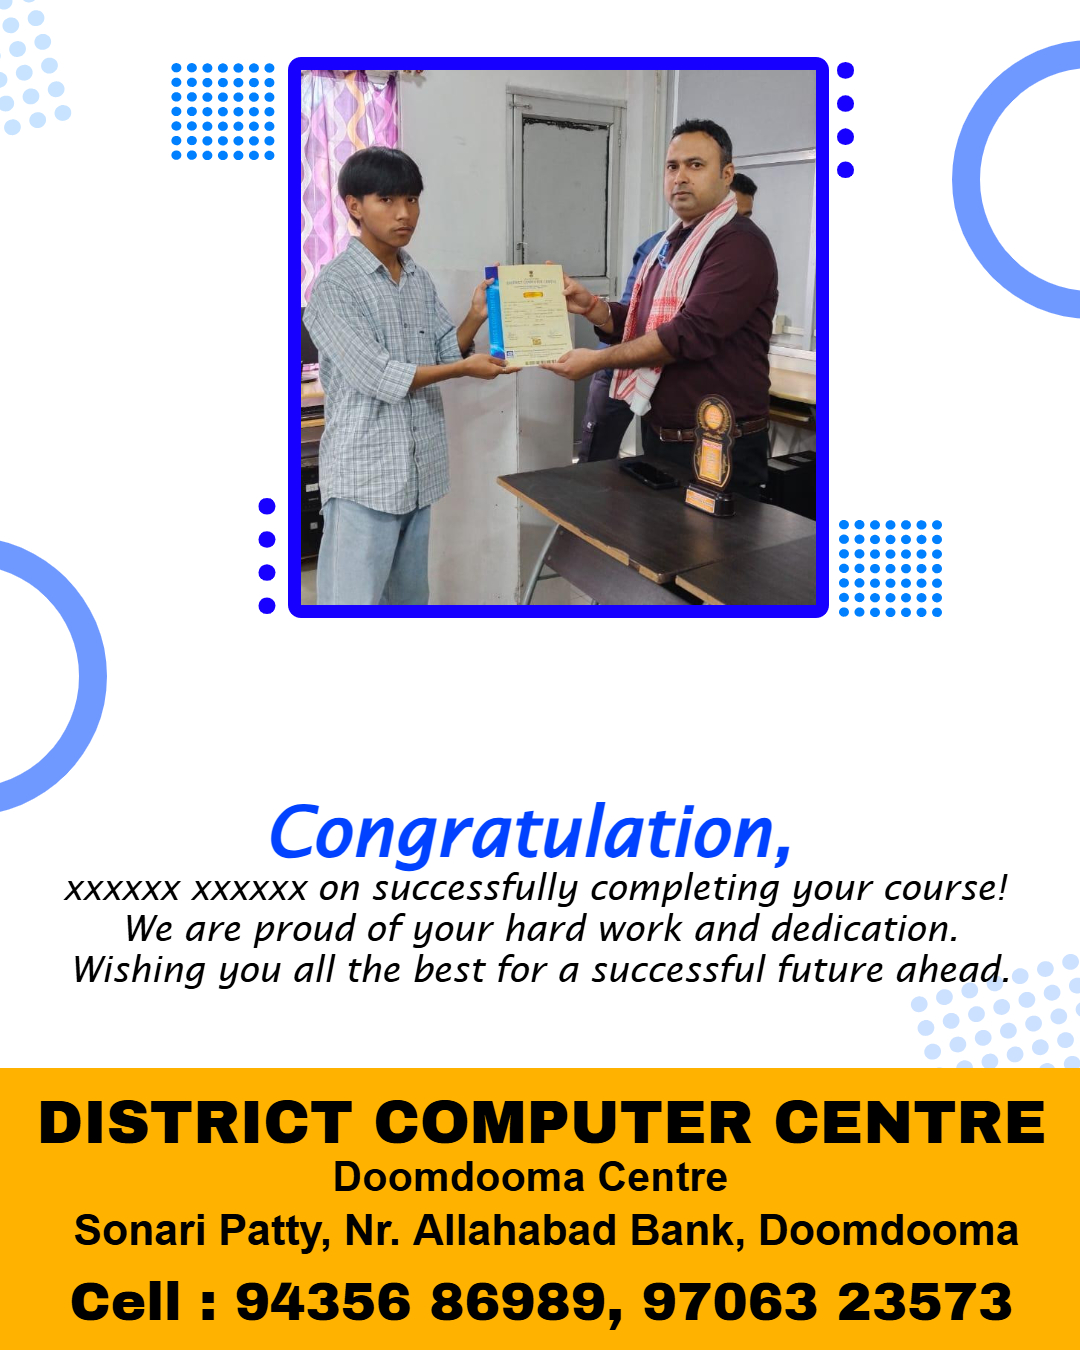 Congratulation,
xxxxxx xxxxxx on successfully completing your course!
We are proud of your hard work and dedication.
Wishing you all the best for a successful future ahead.
DISTRICT COMPUTER CENTRE
Doomdooma Centre
Sonari Patty, Nr. Allahabad Bank, Doomdooma
Cell : 94356 86989, 97063 23573